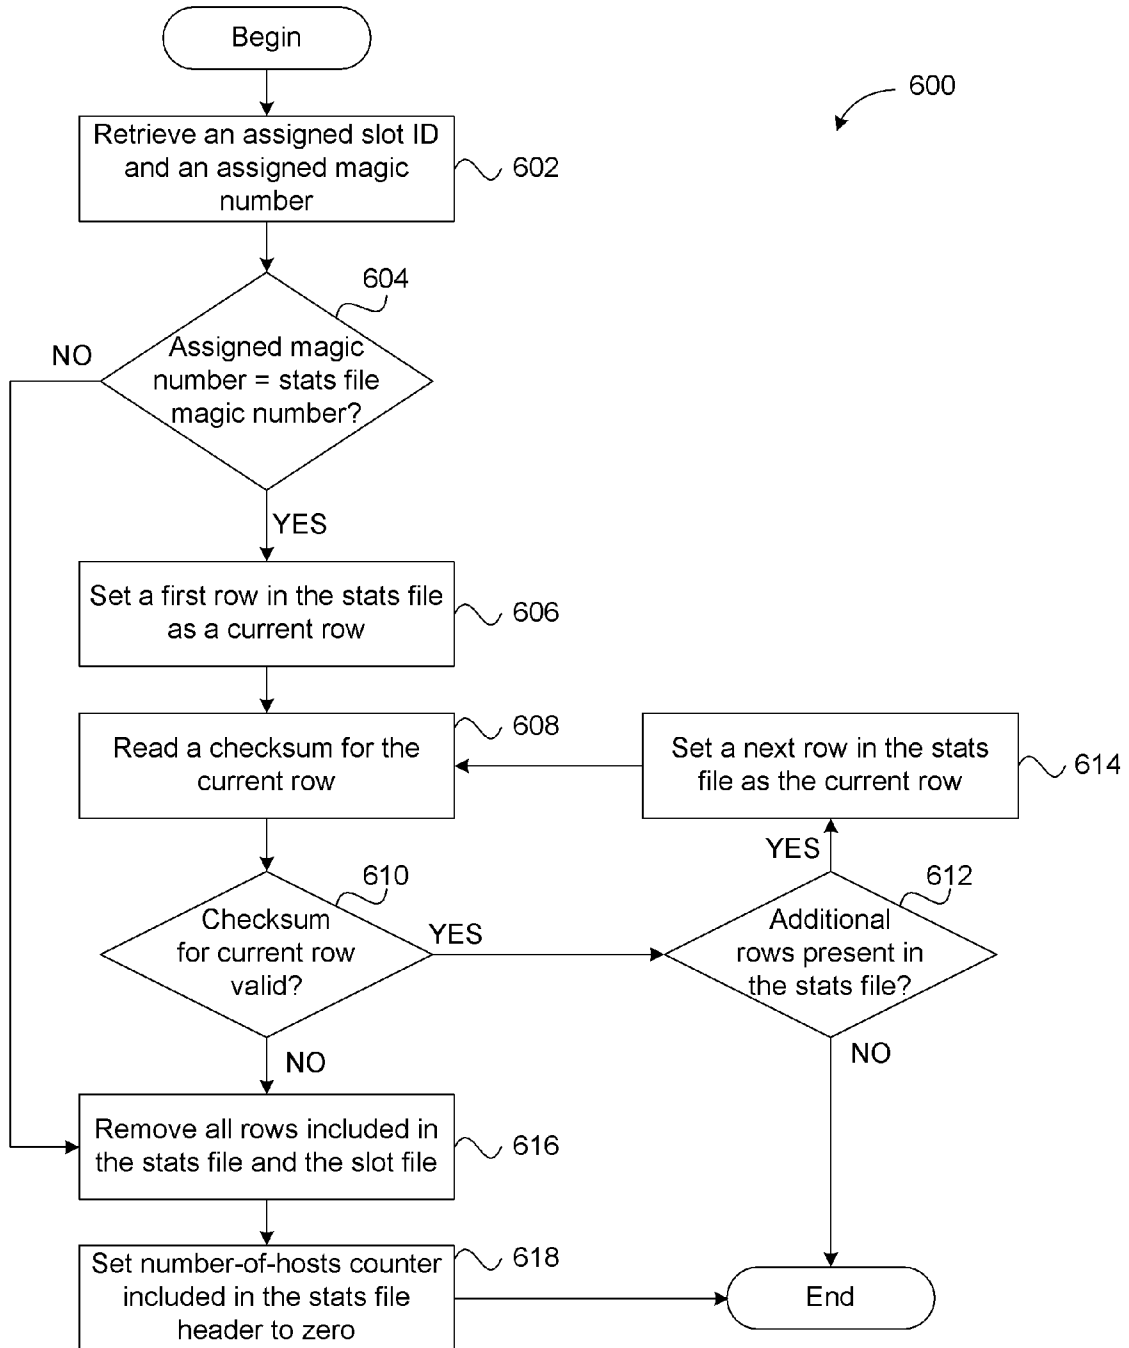 Begin
600
Retrieve an assigned slot ID
and an assigned magic
number
602
604
Assigned magic
number = stats file
magic number?
NO
YES
Set a first row in the stats file
as a current row
606
Read a checksum for the
current row
608
Set a next row in the stats
file as the current row
614
YES
610
Checksum
for current row
valid?
YES
612
Additional
rows present in
the stats file?
NO
NO
Remove all rows included in
the stats file and the slot file
616
Set number-of-hosts counter
included in the stats file
header to zero
618
End